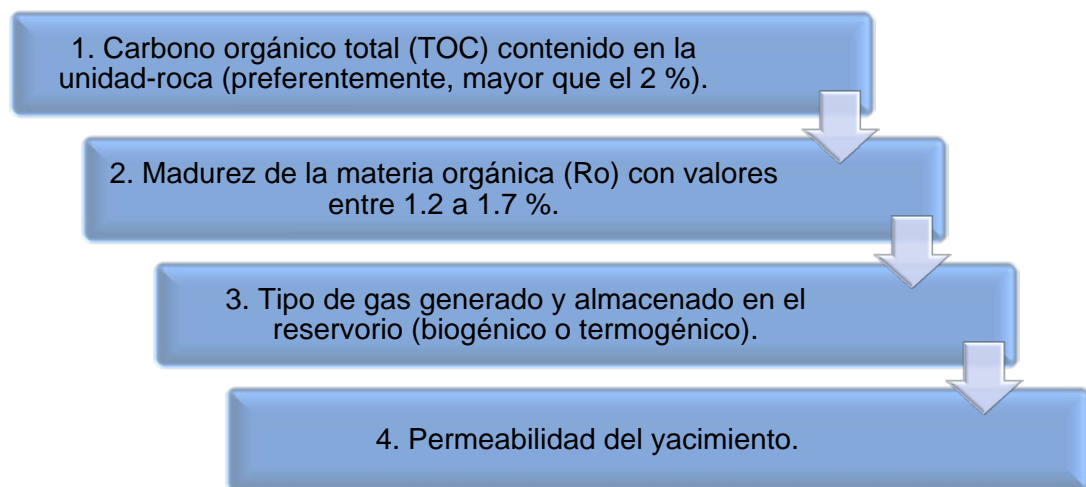 1. Carbono orgánico total (TOC) contenido en la
unidad-roca (preferentemente, mayor que el 2 %).
2. Madurez de la materia orgánica (Ro) con valores
entre 1.2 a 1.7 %.
3. Tipo de gas generado y almacenado en el
reservorio (biogénico o termogénico).
4. Permeabilidad del yacimiento.